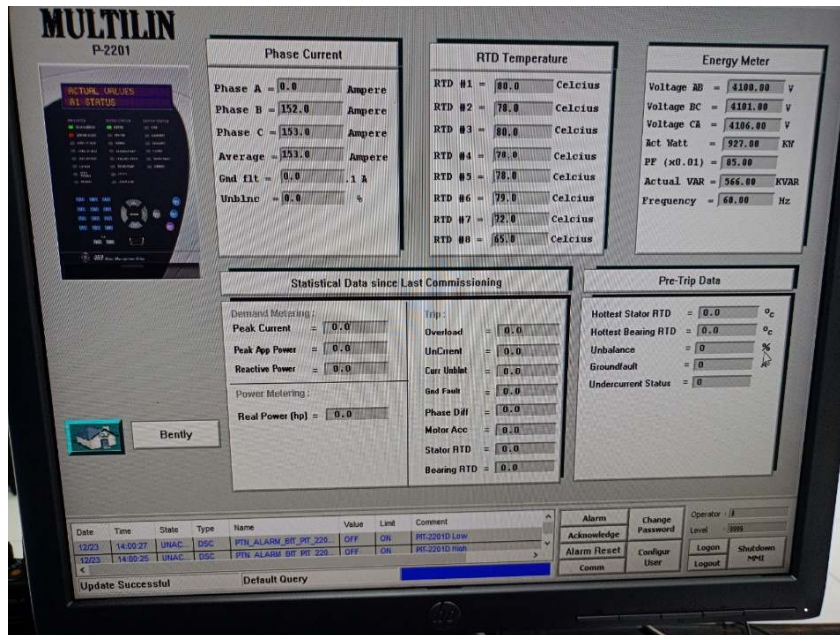 MULTILIN
P-2201
ACTUAL VALUES
A1 STATUS
Phase Current
Phase A = 0.0 Ampere
Phase B = 152.0 Ampere
Phase C = 153.0 Ampere
Average = 153.0 Ampere
Gnd flt = 0.0 .1 A
Unblnc = 0.0 %
RTD Temperature
RTD #1 = 80.0 Celcius
RTD #2 = 78.0 Celcius
RTD #3 = 80.0 Celcius
RTD #4 = 78.0 Celcius
RTD #5 = 78.0 Celcius
RTD #6 = 79.0 Celcius
RTD #7 = 72.0 Celcius
RTD #8 = 65.0 Celcius
Energy Meter
Voltage AB = 4100.00 V
Voltage BC = 4101.00 V
Voltage CA = 4106.00 V
Act Watt = 927.00 KW
PF (x0.01) = 85.00
Actual VAR = 566.00 KVAR
Frequency = 60.00 Hz
Statistical Data since Last Commissioning
Demand Metering :
Peak Current = 0.0
Peak App Power = 0.0
Reactive Power = 0.0
Power Metering :
Real Power (hp) = 0.0
Trip :
Overload = 0.0
UnCrrent = 0.0
Curr Unblnt = 0.0
Gnd Fault = 0.0
Phase Diff = 0.0
Motor Acc = 0.0
Stator RTD = 0.0
Bearing RTD = 0.0
Pre-Trip Data
Hottest Stator RTD = 0.0 °c
Hottest Bearing RTD = 0.0 °c
Unbalance = 0 %
Groundfault = 0
Undercurrent Status = 0
Bently
Date Time State Type Name Value Limit Comment
12/23 14:00:27 UNAC DSC PTN_ALARM_BIT_PIT_220... OFF ON PIT-2201D Low
12/23 14:00:25 UNAC DSC PTN_ALARM_BIT_PIT_220... OFF ON PIT-2201D High
Update Successful Default Query
Alarm
Acknowledge
Alarm Reset
Comm
Change Password
Configur User
Operator :
Level : 9999
Logon
Logout
Shutdown MMI
hp